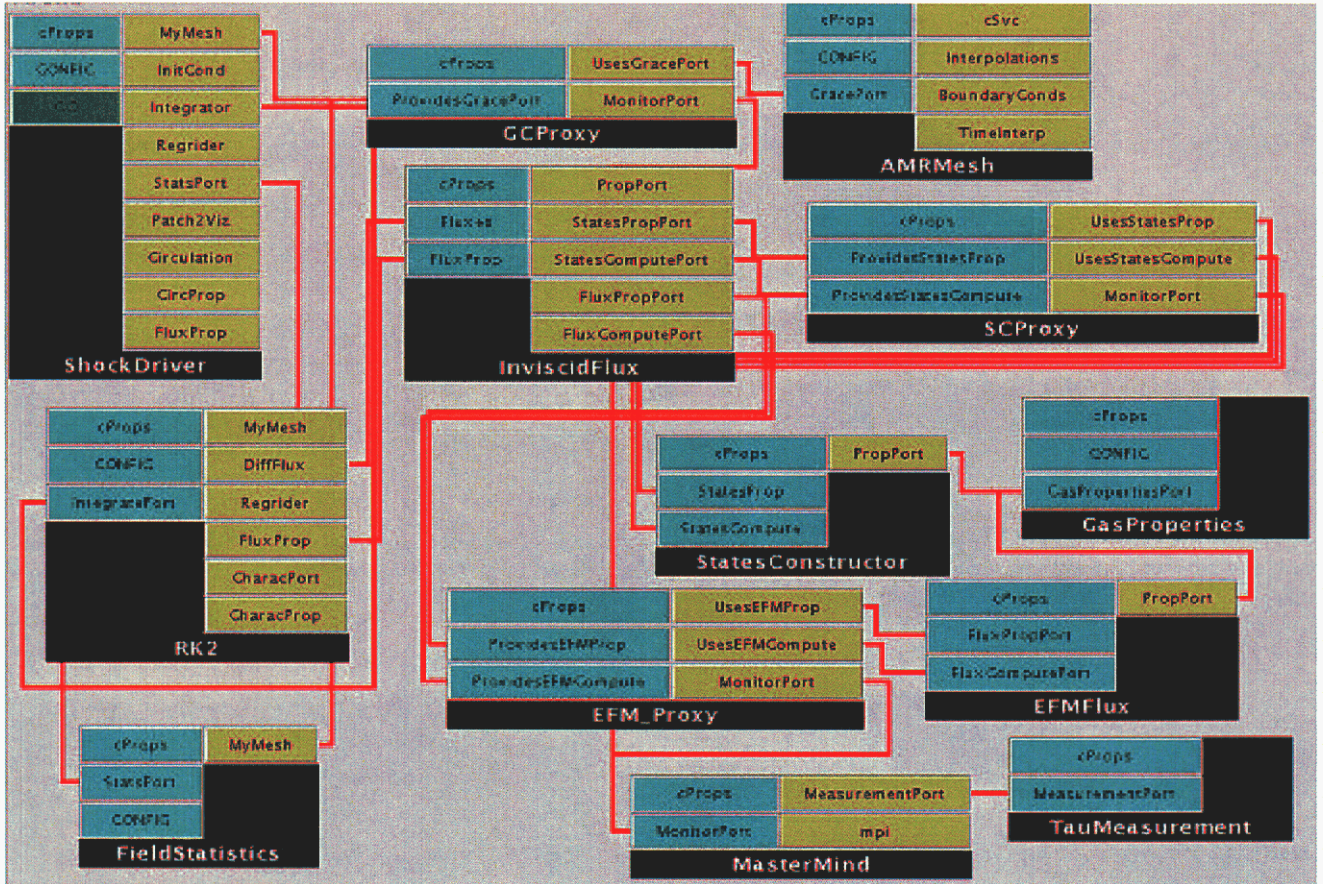 cProps MyMesh
CONFIG InitCond
GO Integrator
Regrider
StatsPort
Patch2Viz
Circulation
CircProp
FluxProp
ShockDriver
cProps UsesGracePort
ProvidesGracePort MonitorPort
GCProxy
cProps cSvc
CONFIG Interpolations
GracePort BoundaryConds
TimeInterp
AMRMesh
cProps PropPort
Fluxes StatesPropPort
FluxProp StatesComputePort
FluxPropPort
FluxComputePort
InviscidFlux
cProps UsesStatesProp
ProvidesStatesProp UsesStatesCompute
ProvidesStatesCompute MonitorPort
SCProxy
cProps MyMesh
CONFIG DiffFlux
IntegratePort Regrider
FluxProp
CharacPort
CharacProp
RK2
cProps PropPort
StatesProp
StatesCompute
StatesConstructor
cProps
CONFIG
GasPropertiesPort
GasProperties
cProps UsesEFMProp
ProvidesEFMProp UsesEFMCompute
ProvidesEFMCompute MonitorPort
EFM_Proxy
cProps PropPort
FluxPropPort
FluxComputePort
EFMFlux
cProps MyMesh
StatsPort
CONFIG
FieldStatistics
cProps MeasurementPort
MonitorPort mpi
MasterMind
cProps
MeasurementPort
TauMeasurement